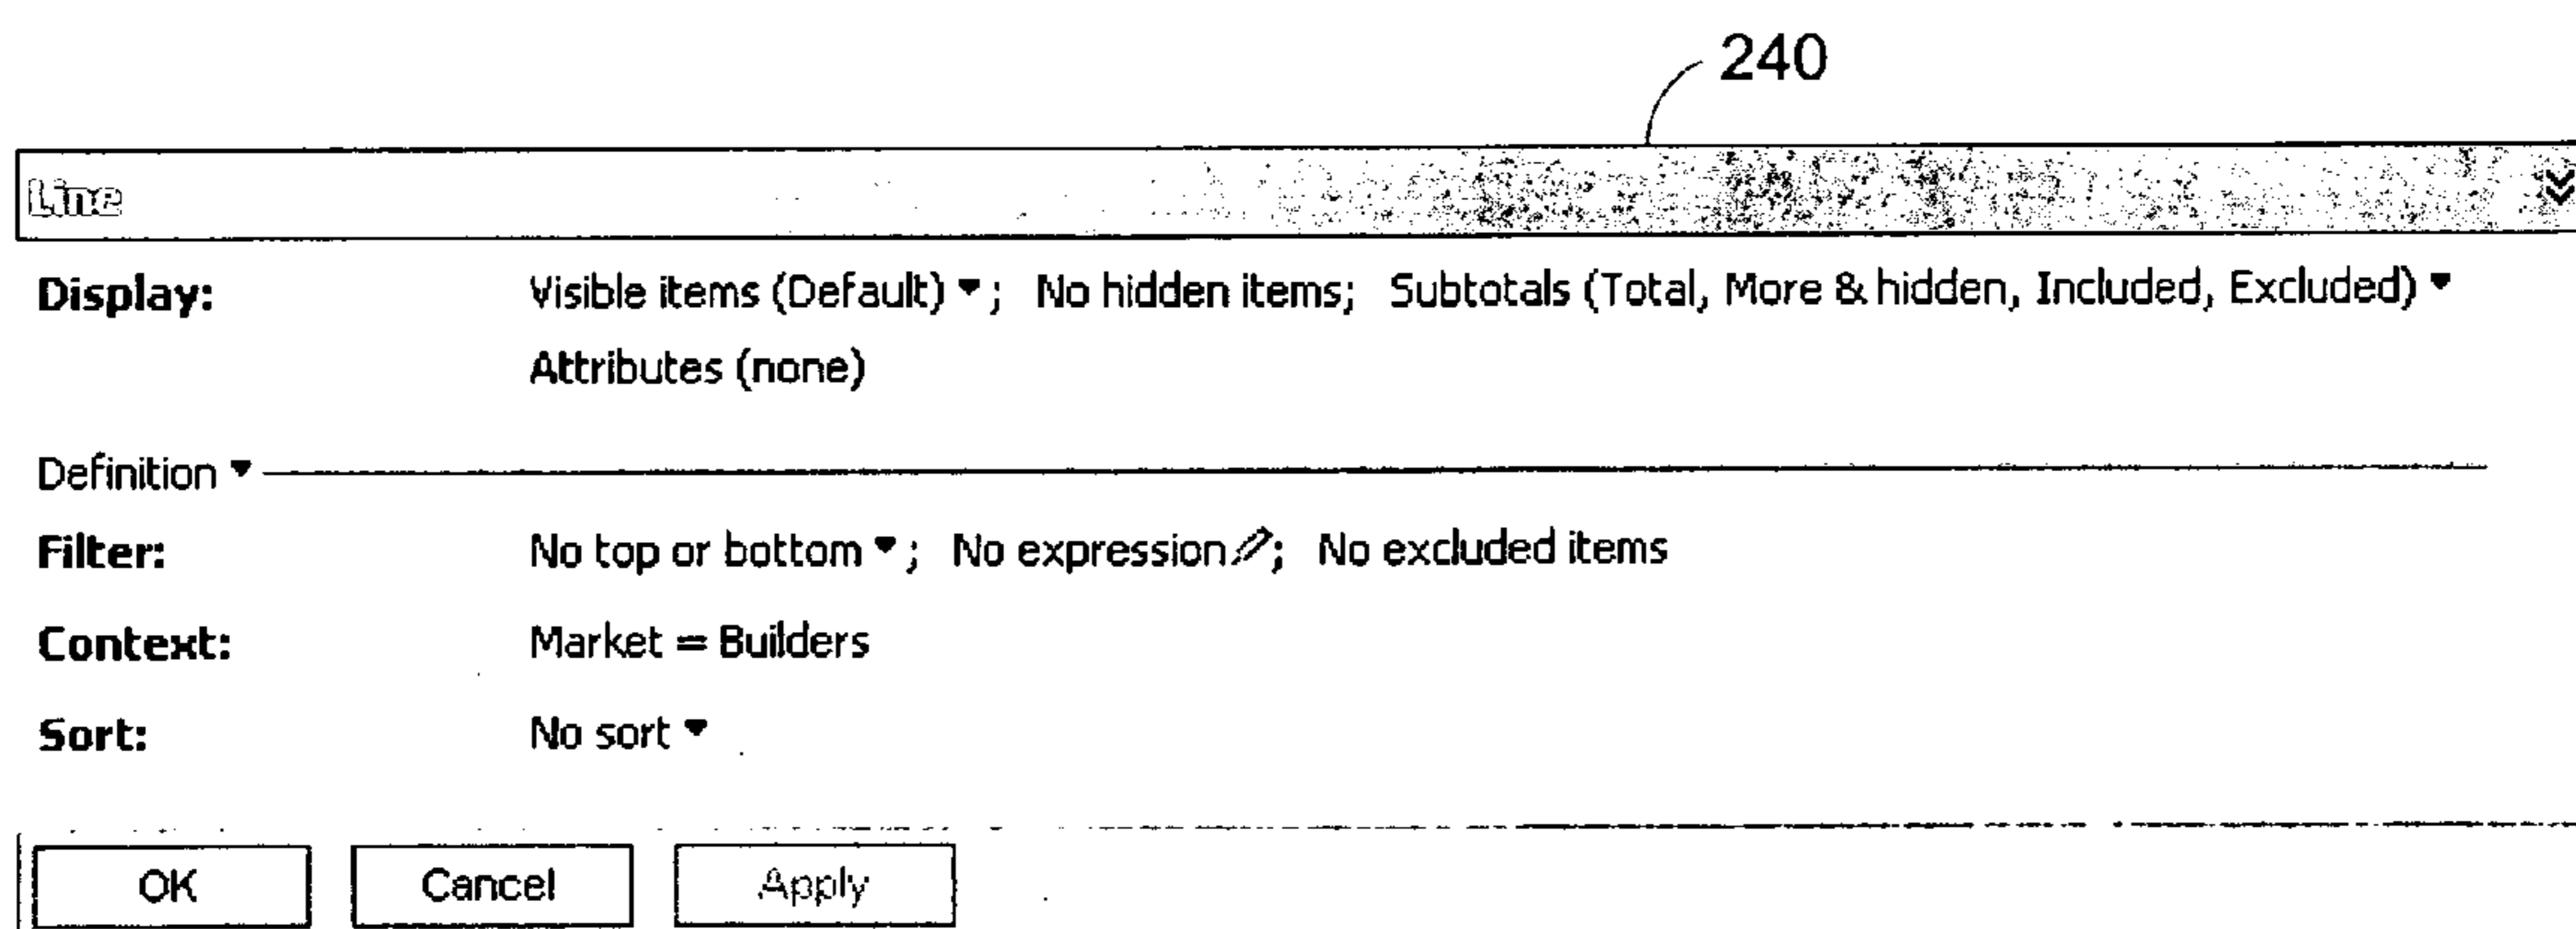 240
Line
Display: Visible items (Default) ▼; No hidden items; Subtotals (Total, More & hidden, Included, Excluded) ▼
Attributes (none)
Definition ▼
Filter: No top or bottom ▼; No expression; No excluded items
Context: Market = Builders
Sort: No sort ▼
OK Cancel Apply